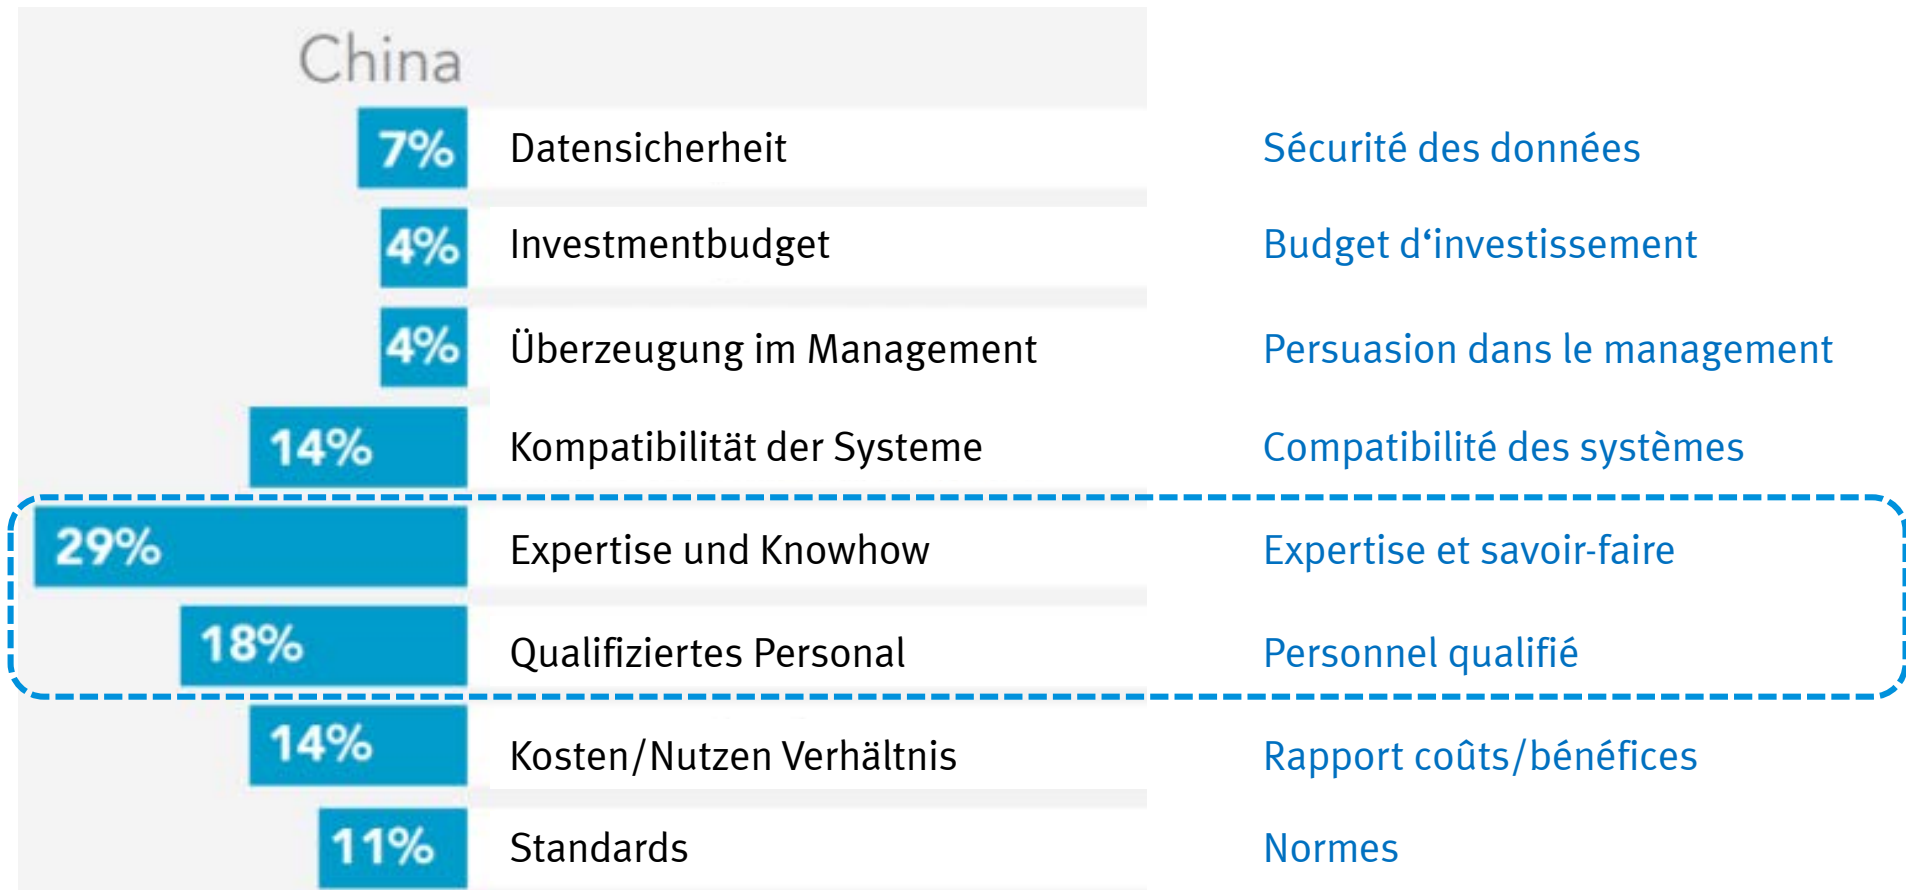 China
7% Datensicherheit Sécurité des données
4% Investmentbudget Budget d‘investissement
4% Überzeugung im Management Persuasion dans le management
14% Kompatibilität der Systeme Compatibilité des systèmes
29% Expertise und Knowhow Expertise et savoir-faire
18% Qualifiziertes Personal Personnel qualifié
14% Kosten/Nutzen Verhältnis Rapport coûts/bénéfices
11% Standards Normes